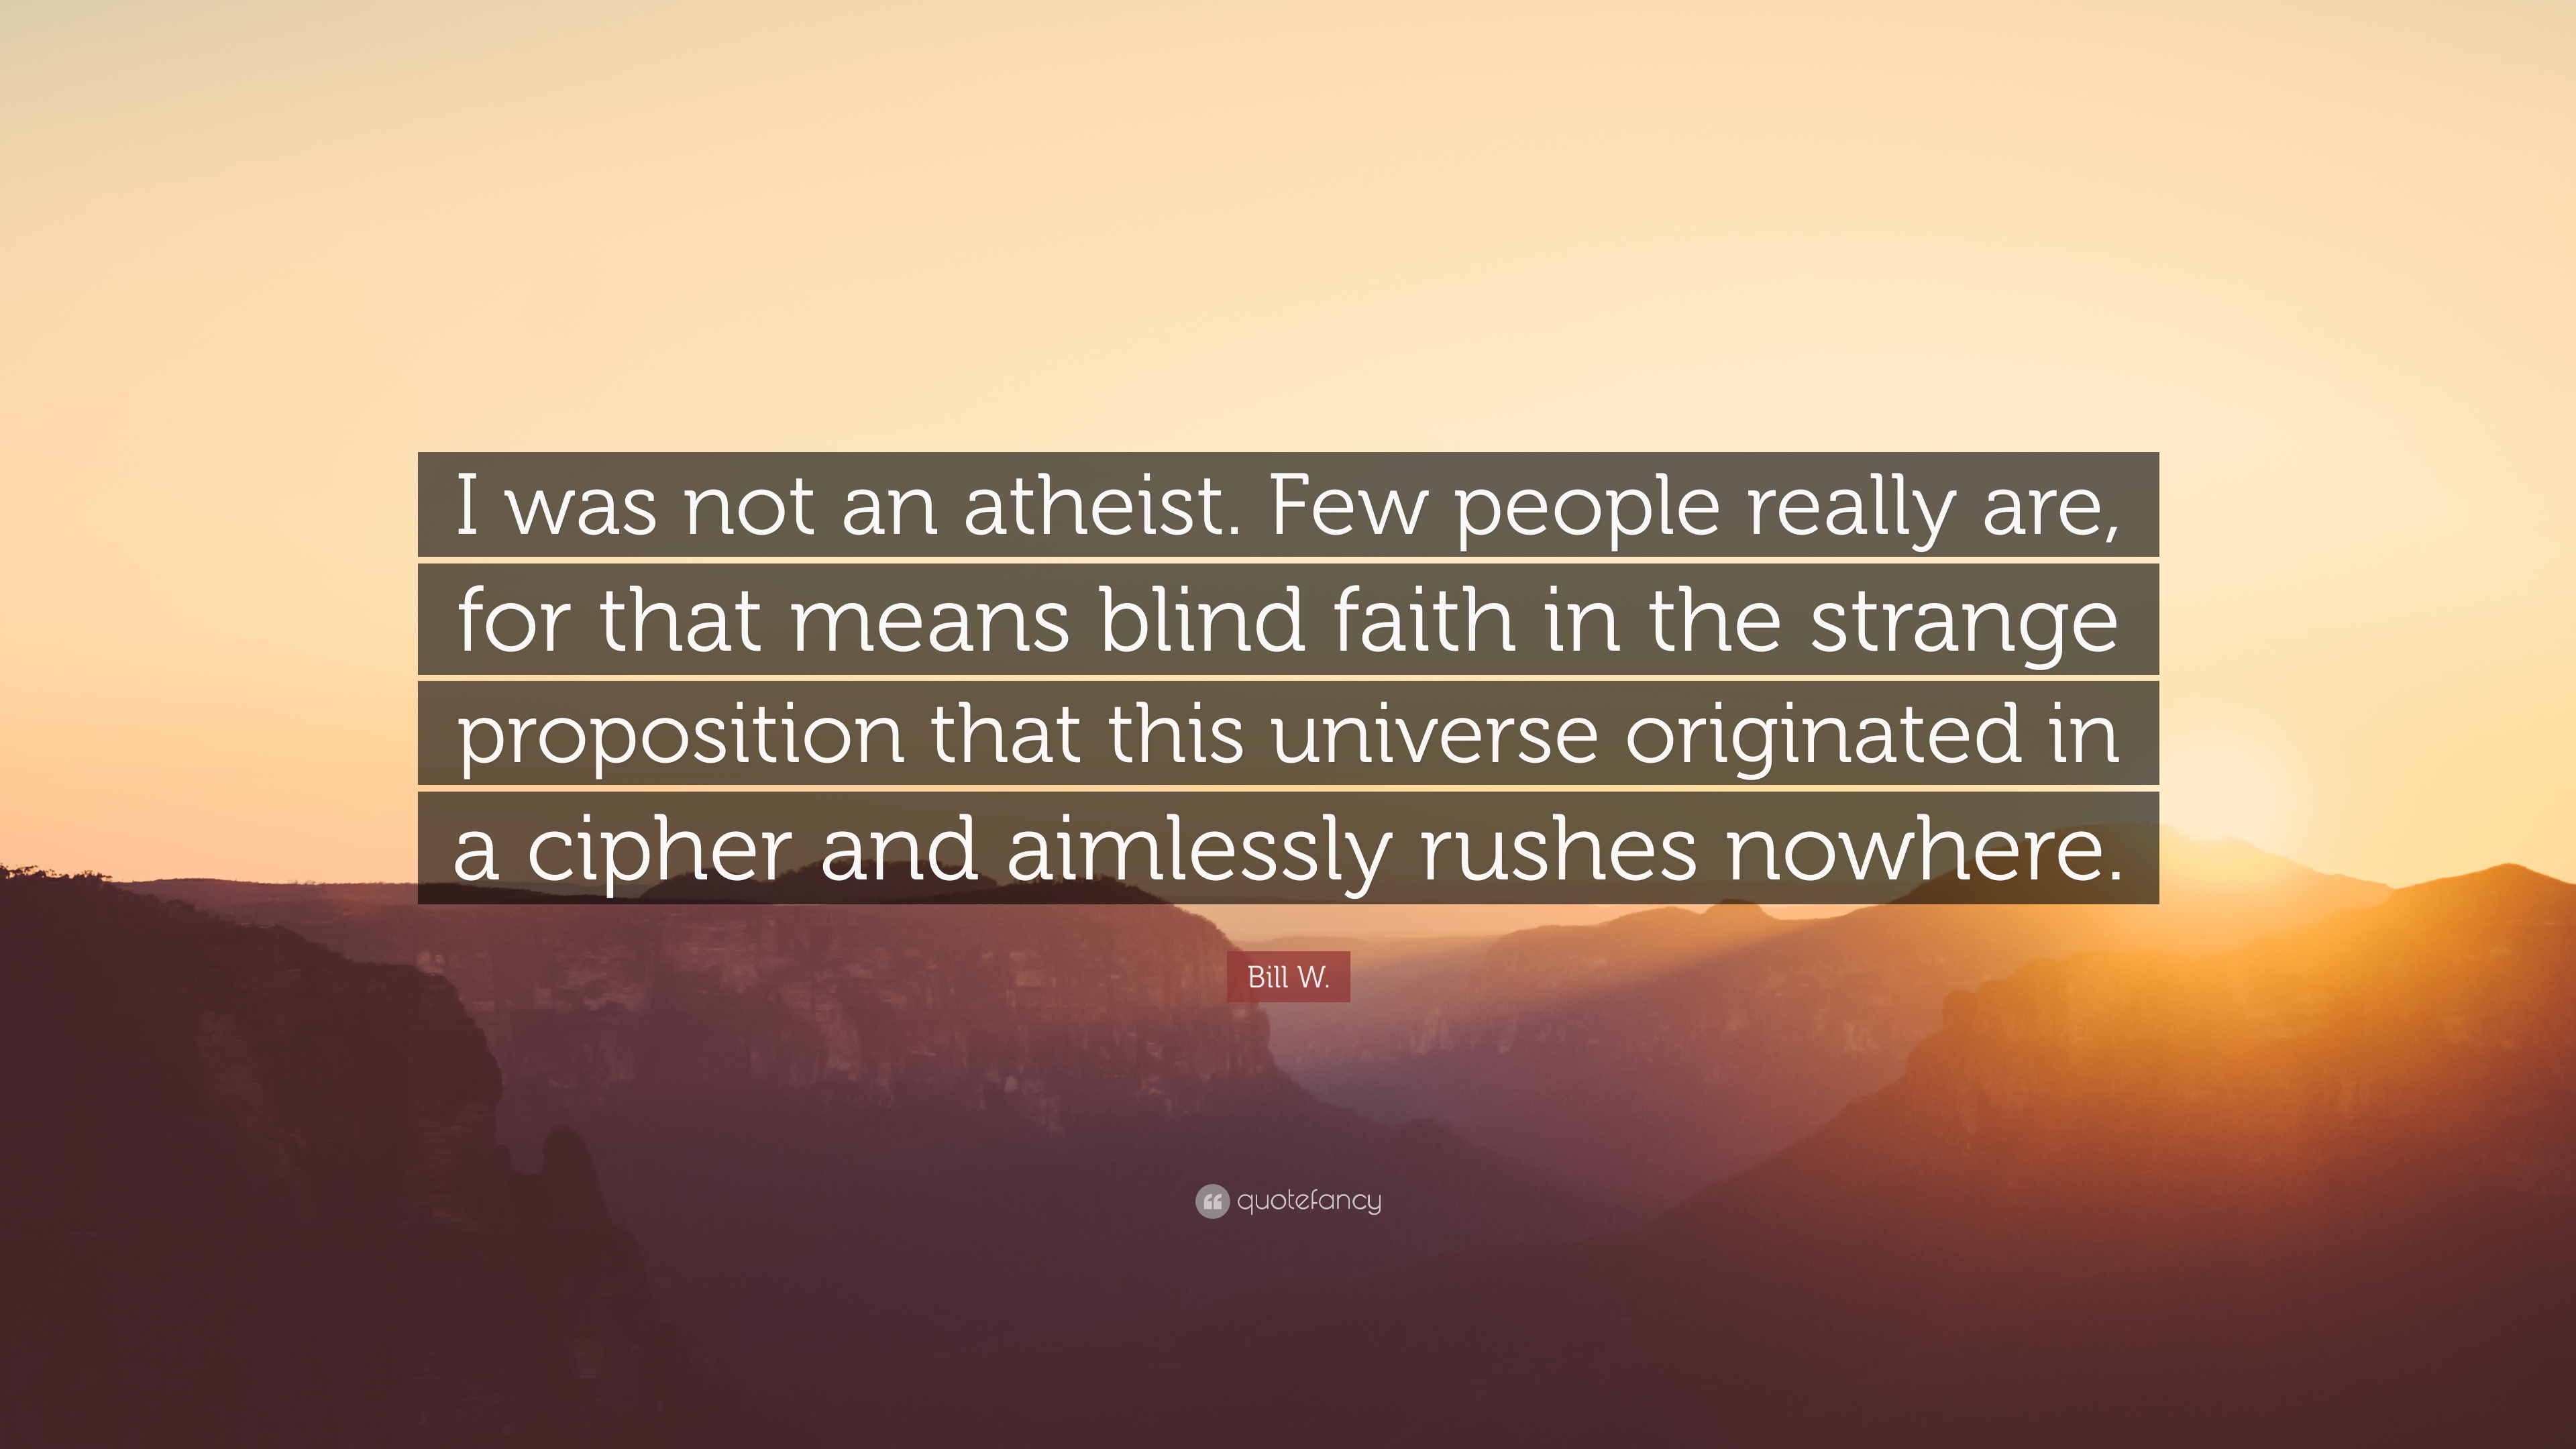 I was not an atheist. Few people really are,
for that means blind faith in the strange
proposition that this universe originated in
a cipher and aimlessly rushes nowhere.
Bill W.
quotefancy